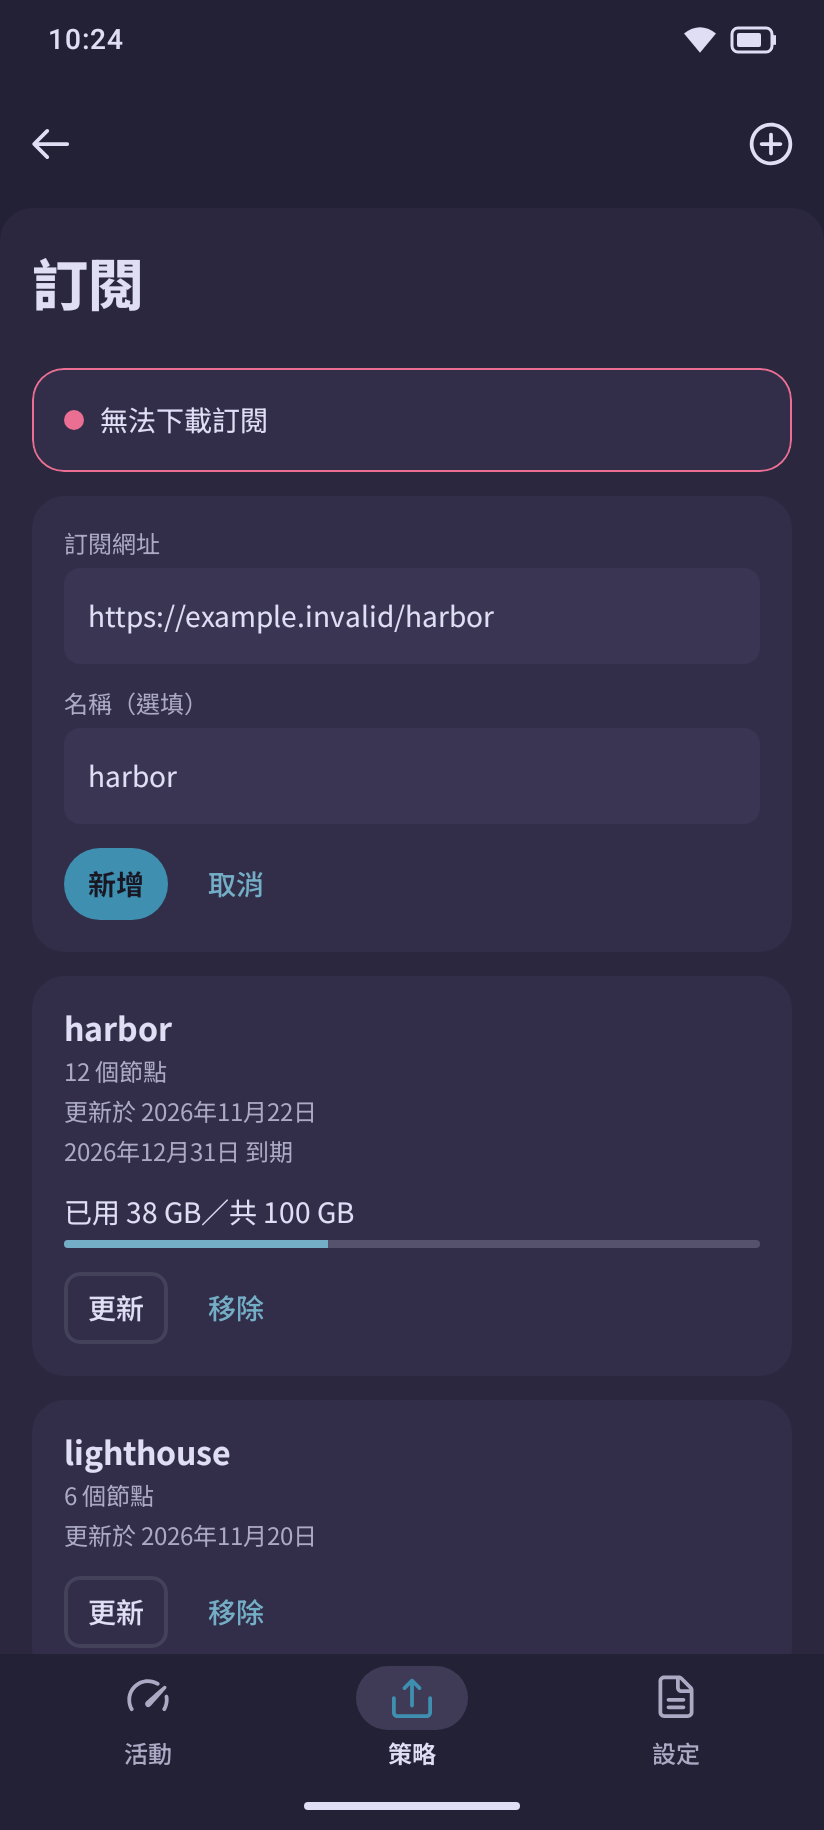 10:24
訂閱
無法下載訂閱
訂閱網址
https://example.invalid/harbor
名稱（選填）
harbor
新增
取消
harbor
12 個節點
更新於 2026年11月22日
2026年12月31日 到期
已用 38 GB／共 100 GB
更新
移除
lighthouse
6 個節點
更新於 2026年11月20日
更新
移除
活動
策略
設定